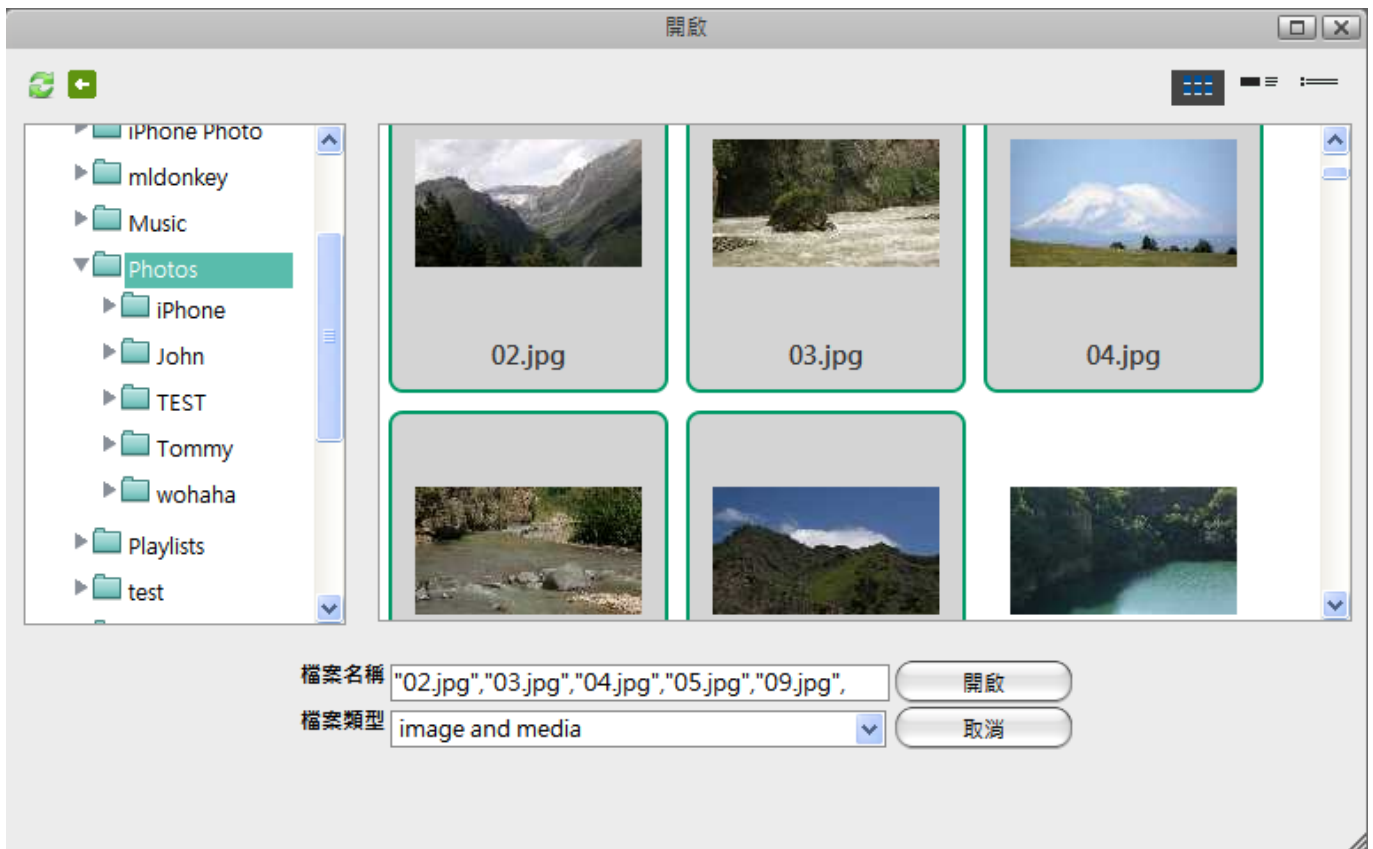 開啟
iPhone Photo
mldonkey
Music
Photos
iPhone
John
TEST
Tommy
wohaha
Playlists
test
02.jpg
03.jpg
04.jpg
檔案名稱
"02.jpg","03.jpg","04.jpg","05.jpg","09.jpg",
開啟
檔案類型
image and media
取消